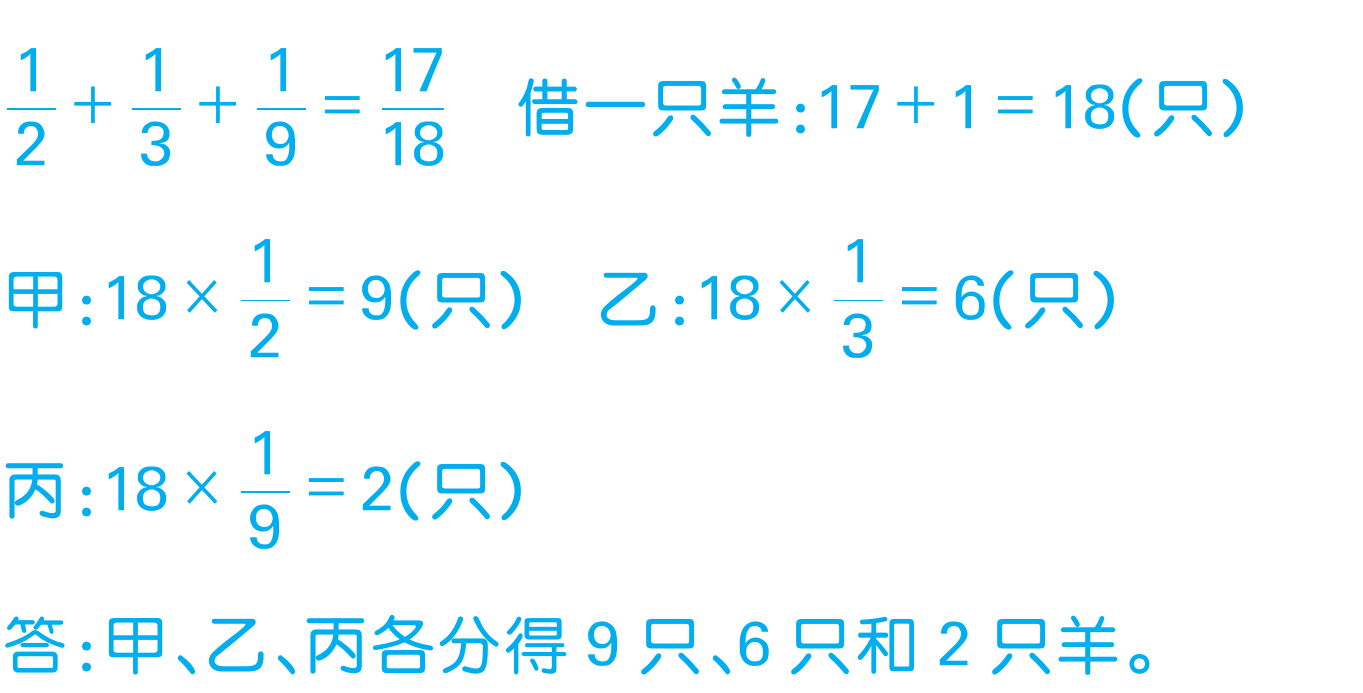 1/2 + 1/3 + 1/9 = 17/18  借一只羊:17 + 1 = 18(只)
甲:18 × 1/2 = 9(只)  乙:18 × 1/3 = 6(只)
丙:18 × 1/9 = 2(只)
答:甲、乙、丙各分得 9 只、6 只和 2 只羊。